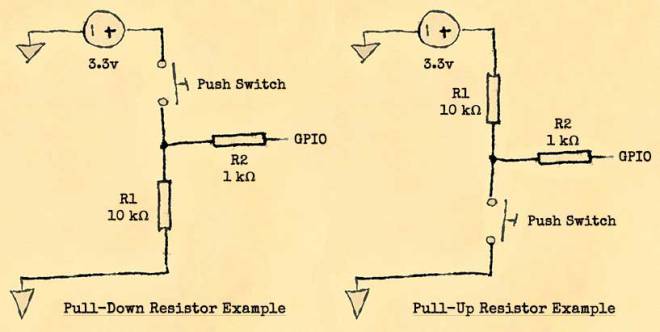 3.3v
Push Switch
GPIO
R2
1 kΩ
R1
10 kΩ
Pull-Down Resistor Example
3.3v
R1
10 kΩ
R2
1 kΩ
GPIO
Push Switch
Pull-Up Resistor Example